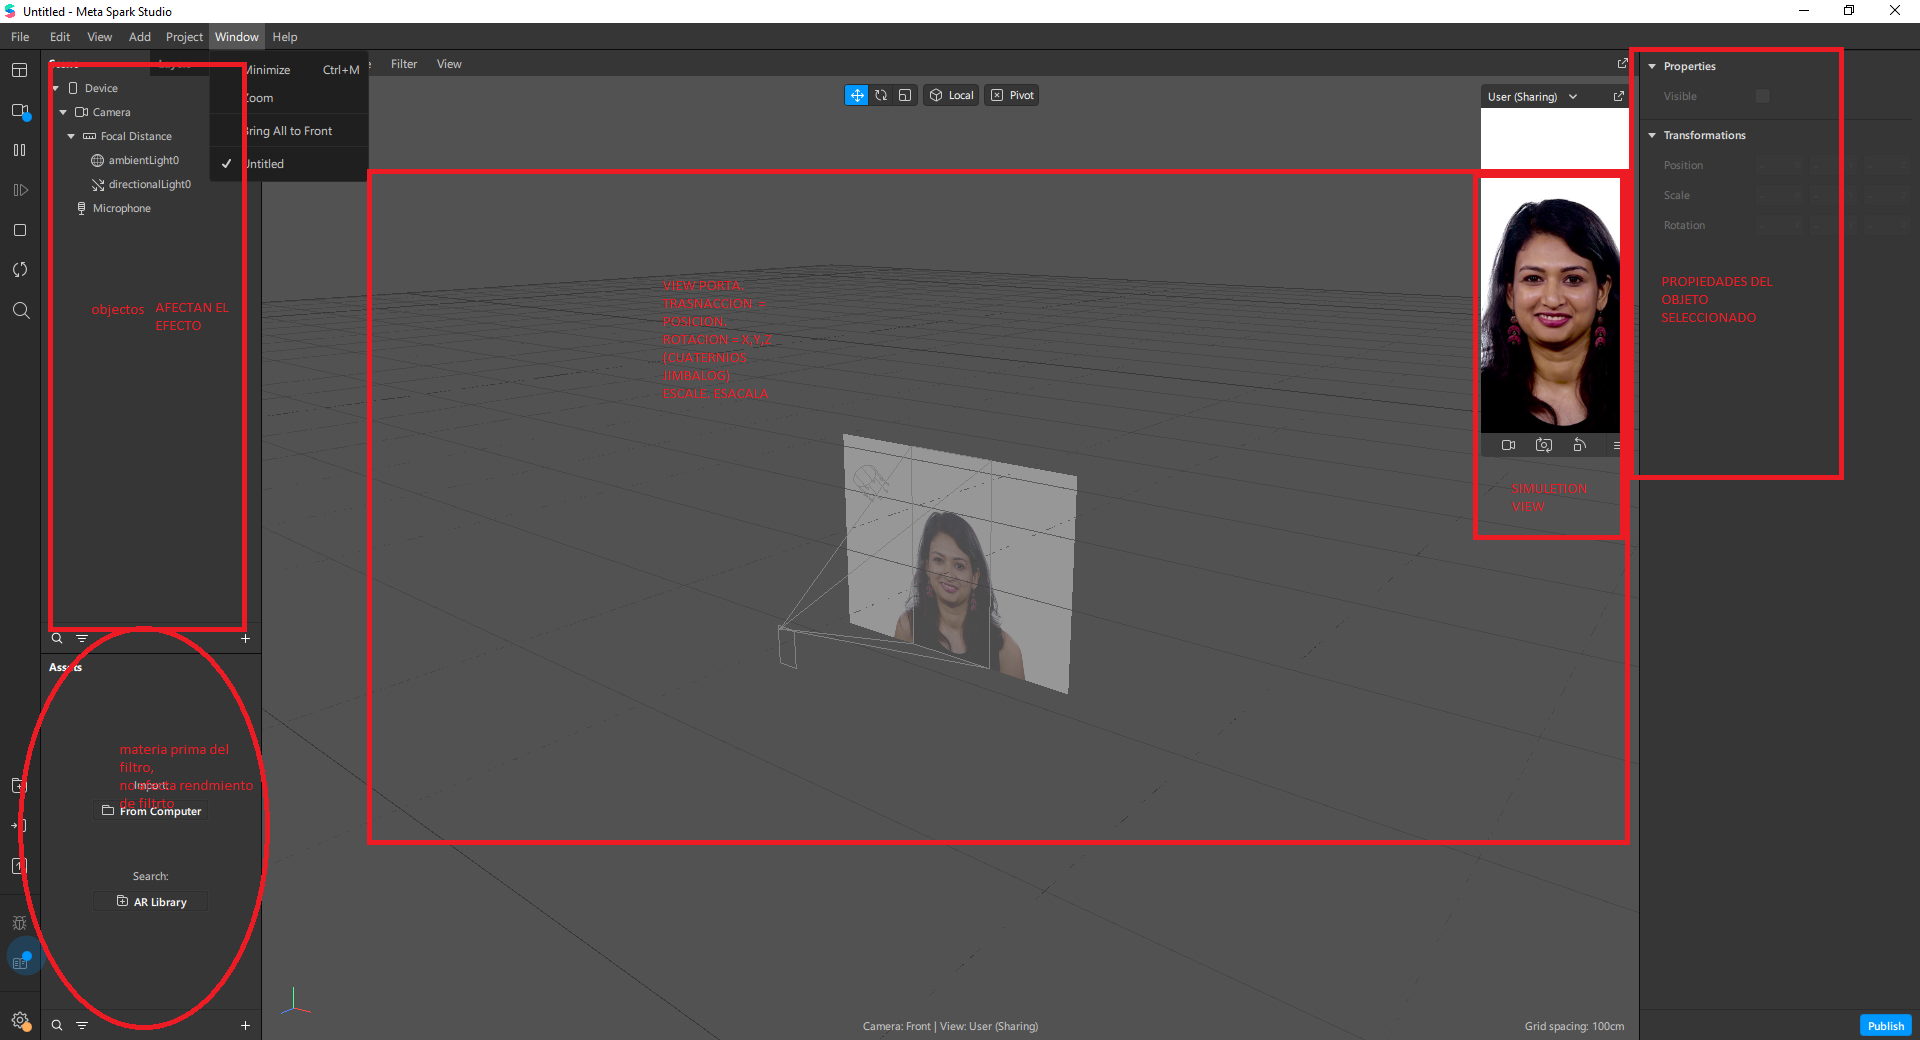 Untitled - Meta Spark Studio
File Edit View Add Project Window Help
Minimize Ctrl+M
Zoom
Bring All to Front
Untitled
Filter View
Device
Camera
Focal Distance
ambientLight0
directionalLight0
Microphone
objectos AFECTAN EL
EFECTO
Assets
materia prima del
filtro,
no afecta rendmiento
de filtrto
From Computer
Search:
AR Library
Local Pivot
VIEW PORTA.
TRASNACCION =
POSICION.
ROTACION = X,Y,Z
(CUATERNIOS
ESCALE. ESACALA
User (Sharing)
SIMULETION
VIEW
Properties
Visible
Transformations
Position
Scale
Rotation
PROPIEDADES DEL
OBJETO
SELECCIONADO
Camera: Front | View: User (Sharing)
Grid spacing: 100cm
Publish